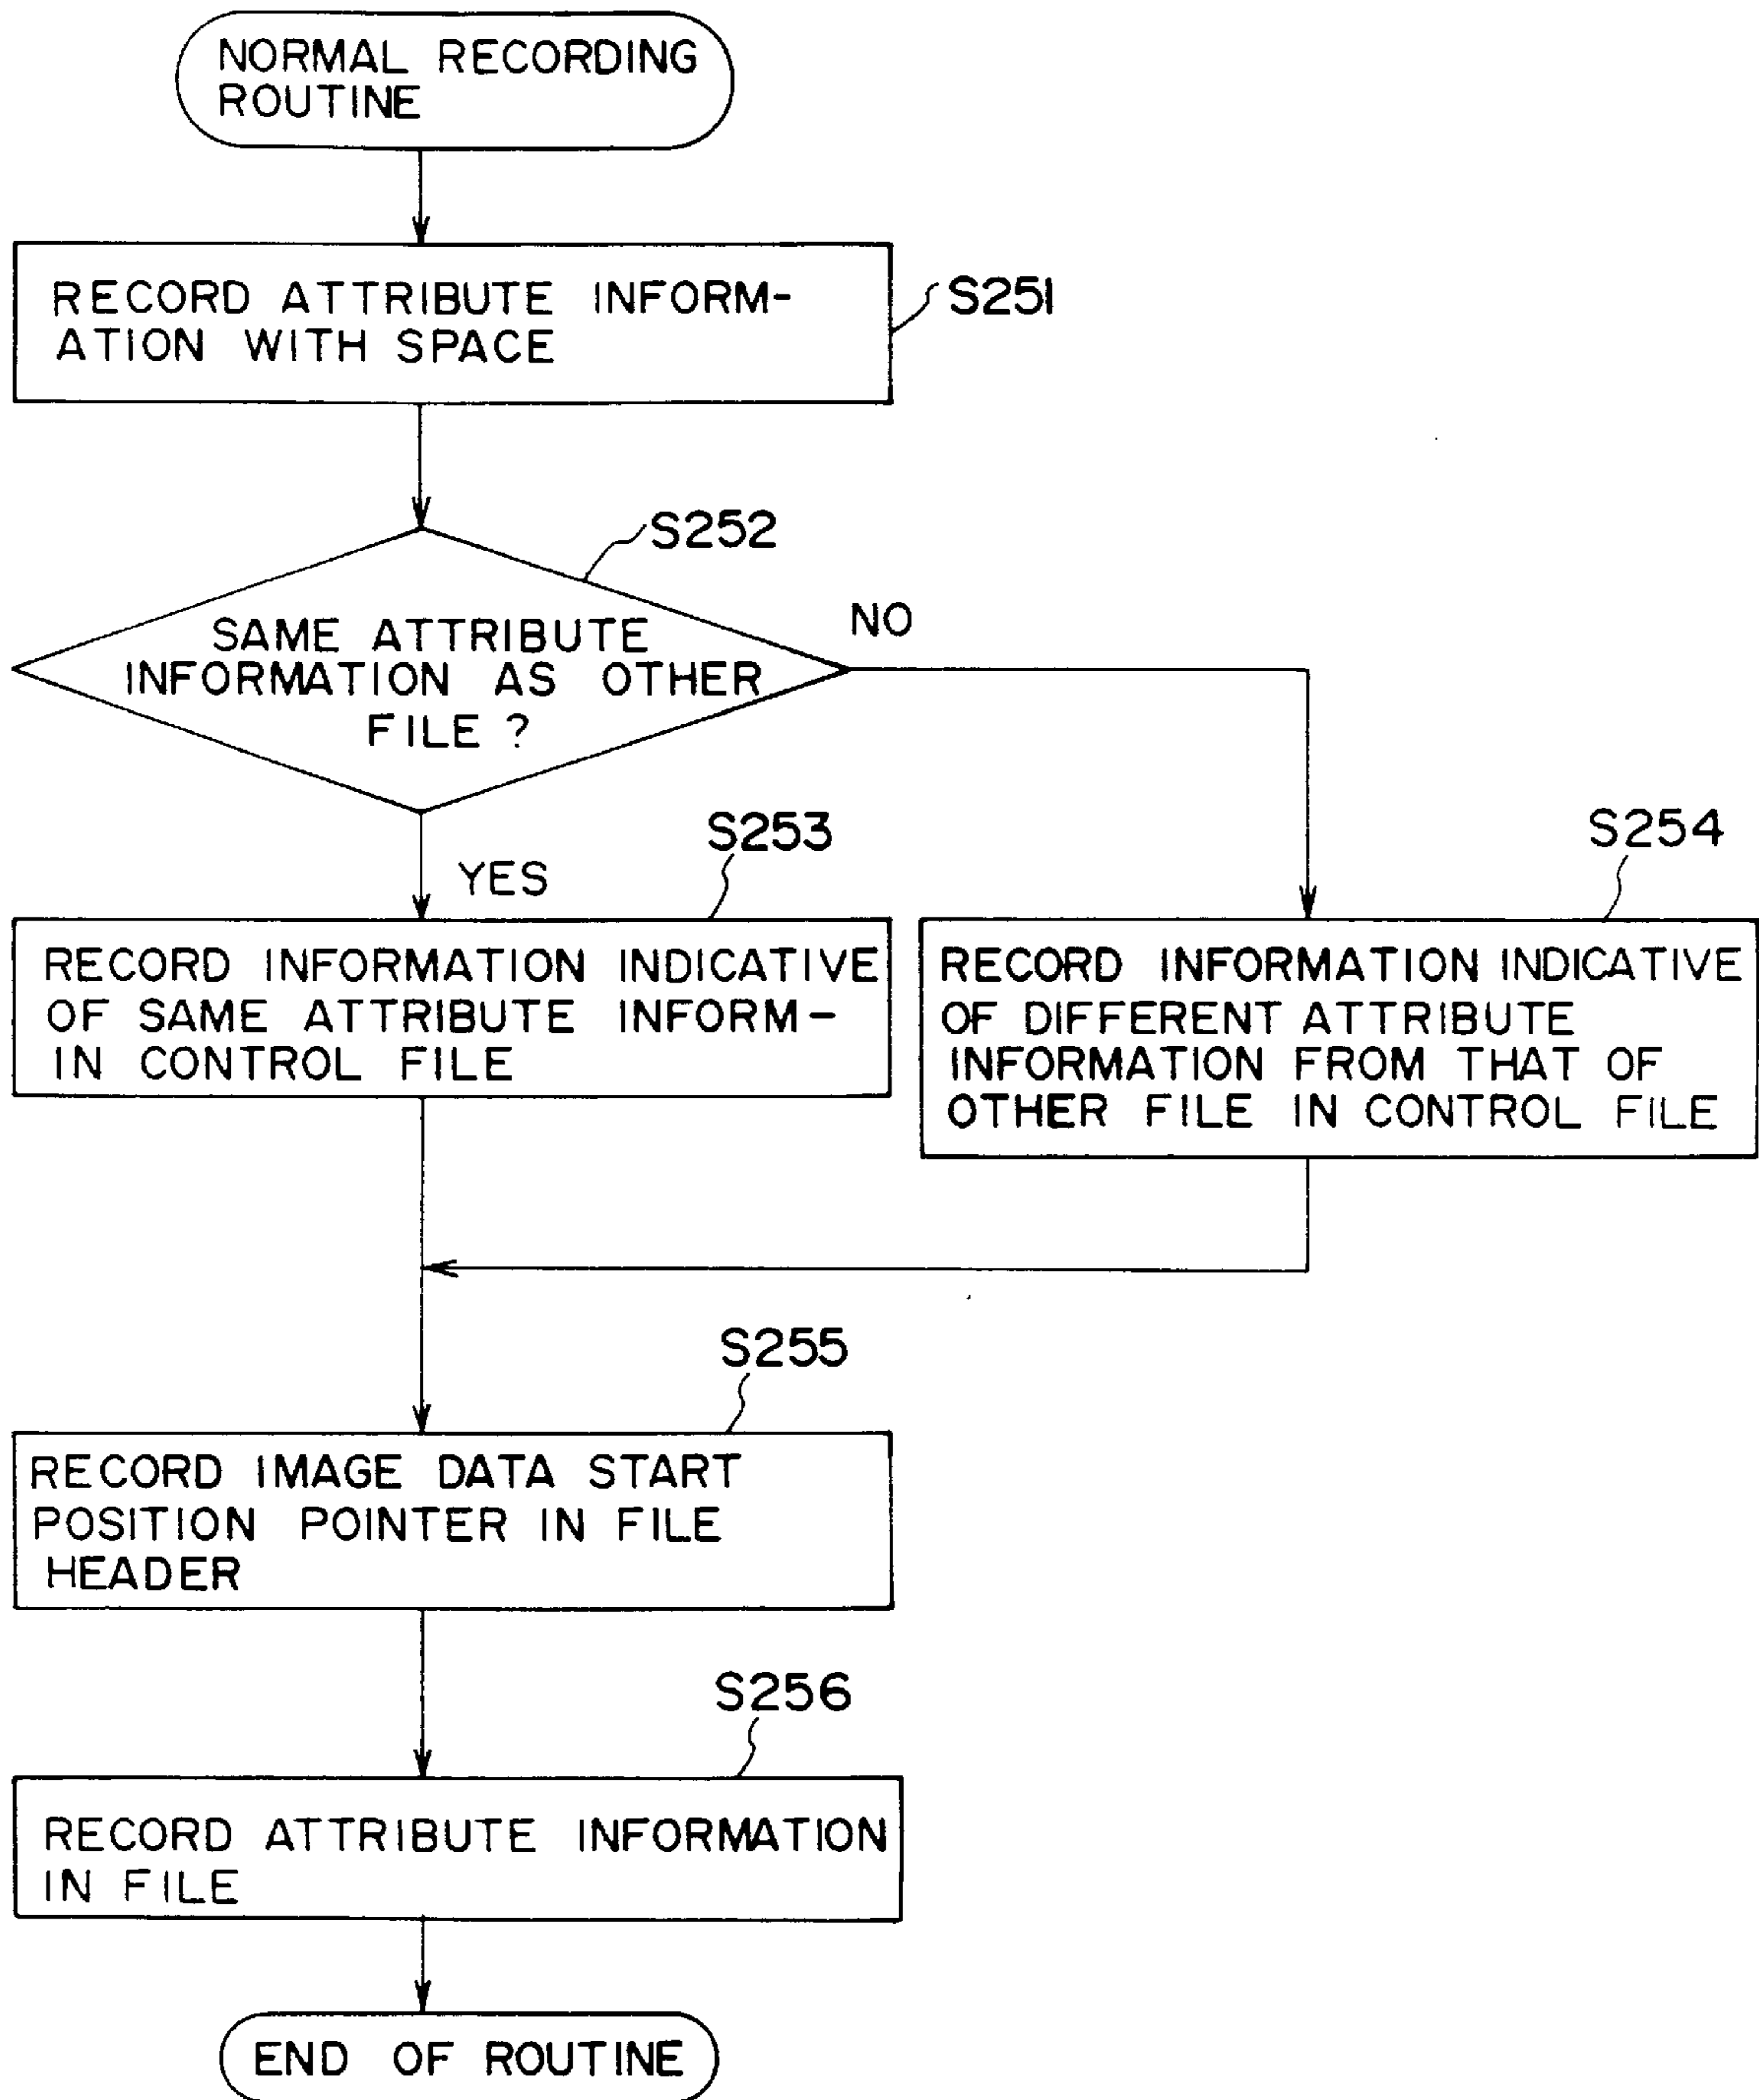 NORMAL RECORDING
ROUTINE
RECORD ATTRIBUTE INFORM-
ATION WITH SPACE
S251
S252
SAME ATTRIBUTE
INFORMATION AS OTHER
FILE ?
NO
YES
S253
RECORD INFORMATION INDICATIVE
OF SAME ATTRIBUTE INFORM-
IN CONTROL FILE
S254
RECORD INFORMATION INDICATIVE
OF DIFFERENT ATTRIBUTE
INFORMATION FROM THAT OF
OTHER FILE IN CONTROL FILE
S255
RECORD IMAGE DATA START
POSITION POINTER IN FILE
HEADER
S256
RECORD ATTRIBUTE INFORMATION
IN FILE
END OF ROUTINE